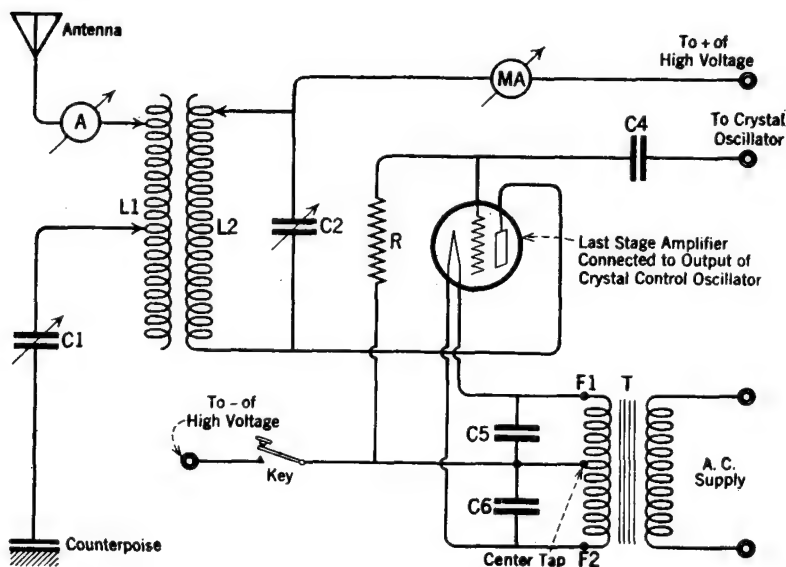 Antenna
To + of
High Voltage
A
MA
C4
To Crystal
Oscillator
L1
L2
C2
R
Last Stage Amplifier
Connected to Output of
Crystal Control Oscillator
C1
F1
T
To - of
High Voltage
C5
Key
A. C.
Supply
C6
Counterpoise
Center Tap
F2